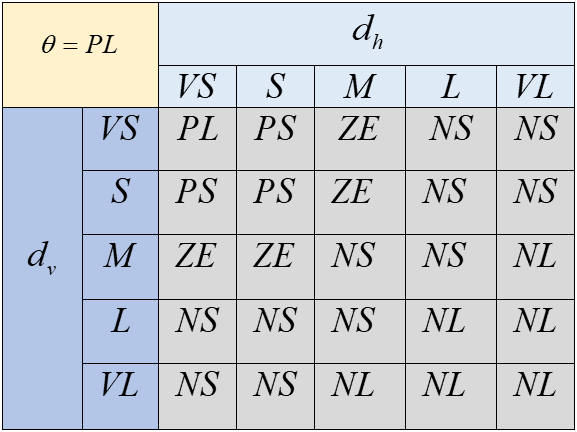 θ = PL
d_h
VS S M L VL
VS PL PS ZE NS NS
S PS PS ZE NS NS
d_v M ZE ZE NS NS NL
L NS NS NS NL NL
VL NS NS NL NL NL